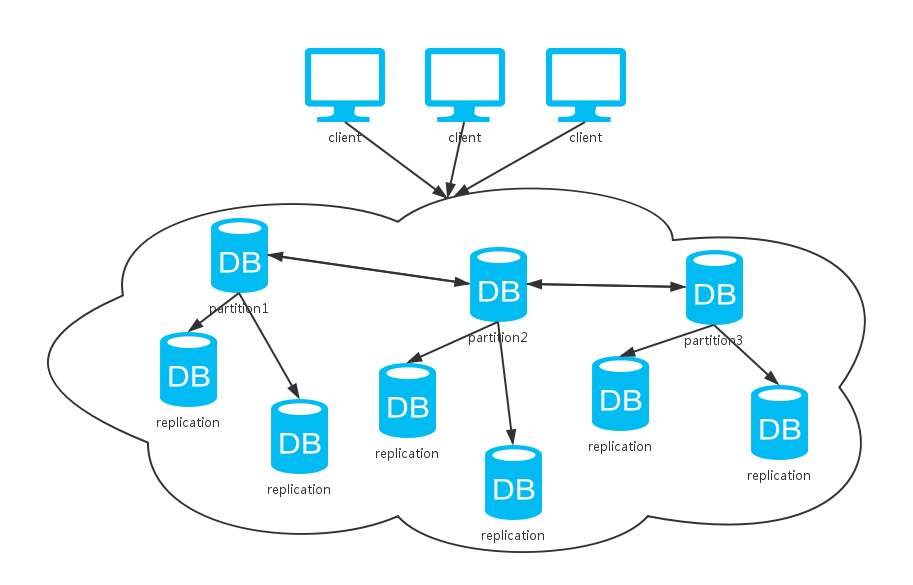 client
client
client
DB
partition1
DB
partition2
DB
partition3
DB
replication
DB
replication
DB
replication
DB
replication
DB
replication
DB
replication